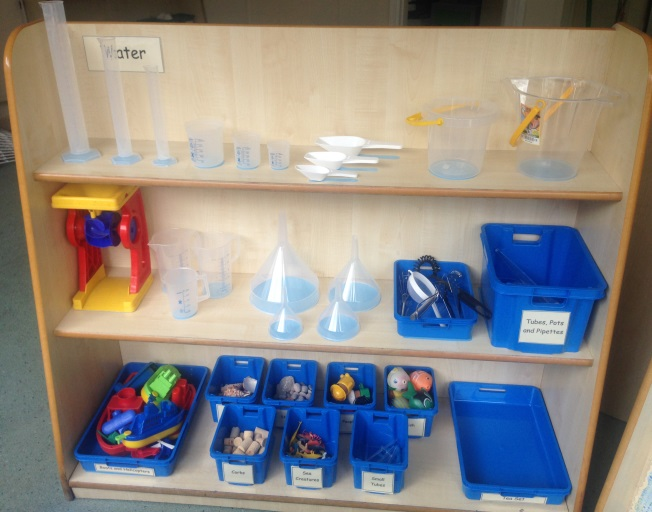 Water
Tubes, Pots
and Pipettes
Corks
Sea
Creatures
Small
Tubes